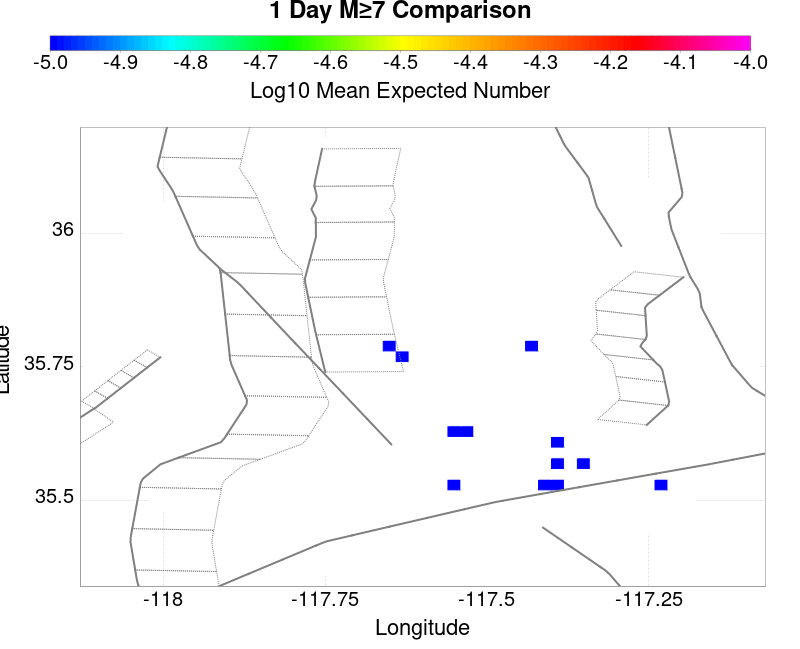 1 Day M≥7 Comparison
-5.0 -4.9 -4.8 -4.7 -4.6 -4.5 -4.4 -4.3 -4.2 -4.1 -4.0
Log10 Mean Expected Number
36
35.75
35.5
Latitude
-118 -117.75 -117.5 -117.25
Longitude